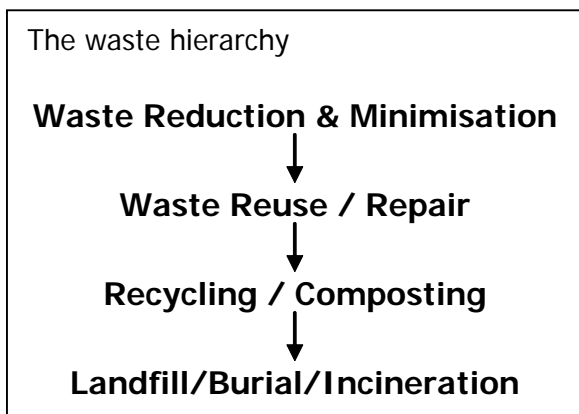 The waste hierarchy
Waste Reduction & Minimisation
Waste Reuse / Repair
Recycling / Composting
Landfill/Burial/Incineration